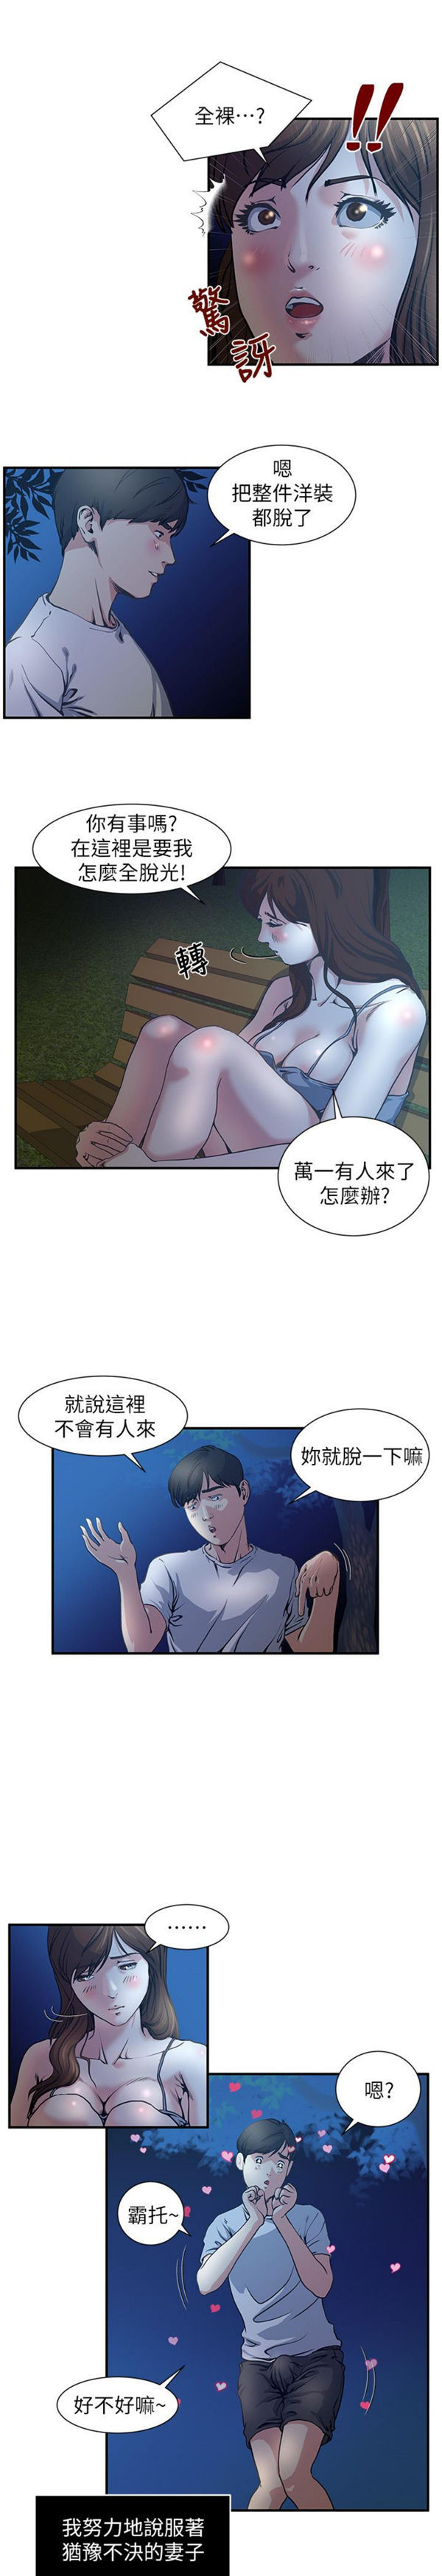 全裸⋯?
!!
驚訝
嗯
把整件洋裝
都脫了
你有事嗎?
在這裡是要我
怎麼全脫光!
轉
萬一有人來了
怎麼辦?
就說這裡
不會有人來
妳就脫一下嘛
⋯⋯
嗯?
霸托~
好不好嘛~
我努力地說服著
猶豫不決的妻子